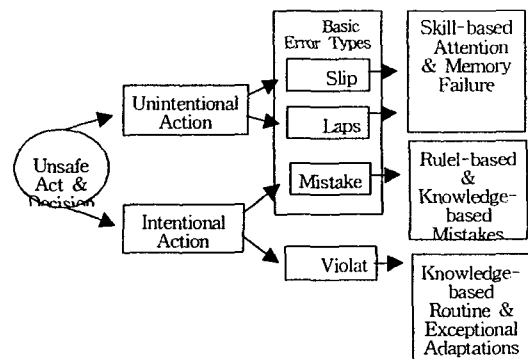 Basic
Error Types
Skill-based
Attention
& Memory
Failure
Slip
Unintentional
Action
Laps
Unsafe
Act &
Decision
Mistake
Rulel-based
&
Knowledge-
based
Mistakes
Intentional
Action
Violat
Knowledge-
based
Routine &
Exceptional
Adaptations